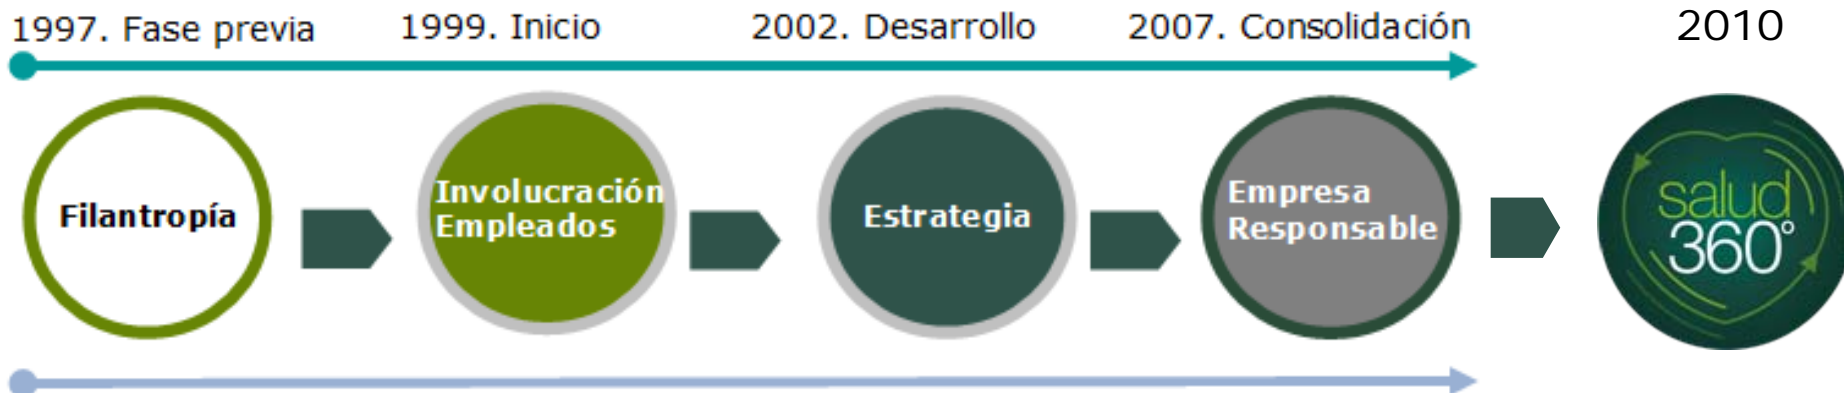 1997. Fase previa
1999. Inicio
2002. Desarrollo
2007. Consolidación
2010
Filantropía
Involucración
Empleados
Estrategia
Empresa
Responsable
salud
360°